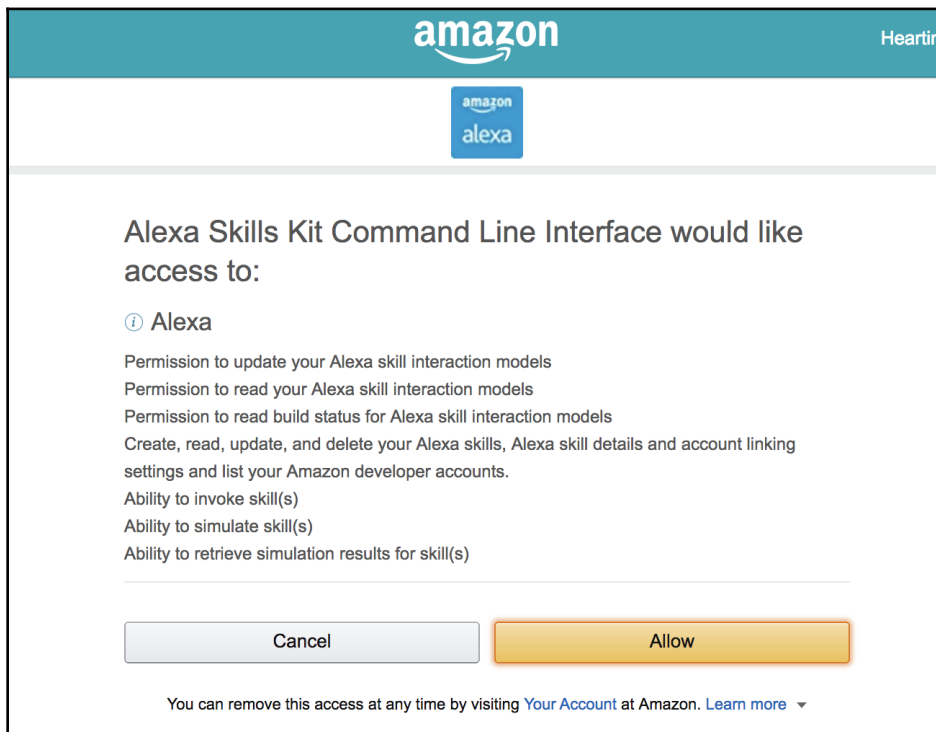 amazon
Heartin
amazon
alexa
Alexa Skills Kit Command Line Interface would like
access to:
i Alexa
Permission to update your Alexa skill interaction models
Permission to read your Alexa skill interaction models
Permission to read build status for Alexa skill interaction models
Create, read, update, and delete your Alexa skills, Alexa skill details and account linking
settings and list your Amazon developer accounts.
Ability to invoke skill(s)
Ability to simulate skill(s)
Ability to retrieve simulation results for skill(s)
Cancel
Allow
You can remove this access at any time by visiting Your Account at Amazon. Learn more